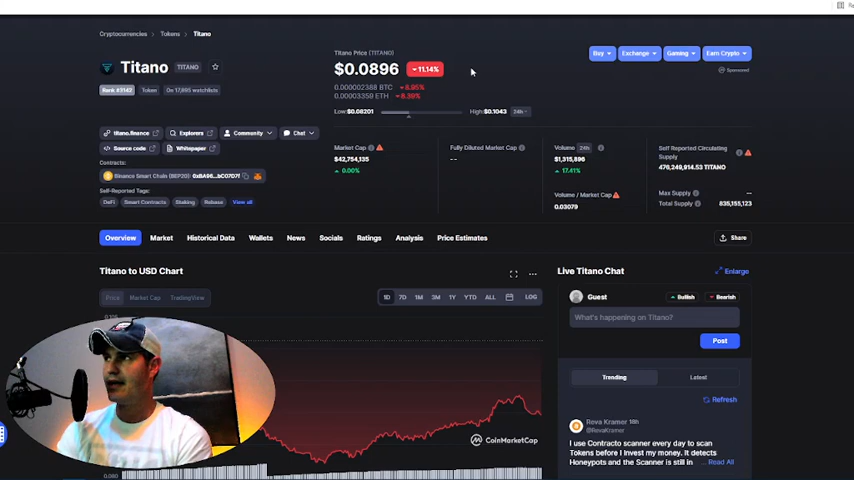 Cryptocurrencies > Tokens > Titano
Titano TITANO
Rank #3142 Token On 17,895 watchlists
titano.finance Explorers Community Chat
Source code Whitepaper
Contracts:
Binance Smart Chain (BEP20)
Self-Reported Tags:
DeFi Smart Contracts Staking Rebase View all
Titano Price (TITANO)
$0.0896 11.14%
0.000002388 BTC 8.95%
0.00003359 ETH 8.39%
Low: $0.08201 High: $0.1043 24h
Buy Exchange Gaming Earn Crypto
Sponsored
Market Cap
$42,754,135
0.00%
Fully Diluted Market Cap
--
Volume 24h
$1,315,896
17.41%
Volume / Market Cap
0.03079
Self Reported Circulating
Supply
476,249,914.53 TITANO
Max Supply --
Total Supply 835,155,123
Overview Market Historical Data Wallets News Socials Ratings Analysis Price Estimates
Share
Titano to USD Chart
Price Market Cap TradingView
1D 7D 1M 3M 1Y YTD ALL LOG
CoinMarketCap
Live Titano Chat Enlarge
Guest Bullish Bearish
What's happening on Titano?
Post
Trending Latest
Refresh
Reva Kramer 18h
@RevaKramer
I use Contracto scanner every day to scan
Tokens before I invest my money. It detects
Honeypots and the Scanner is still in ...Read All